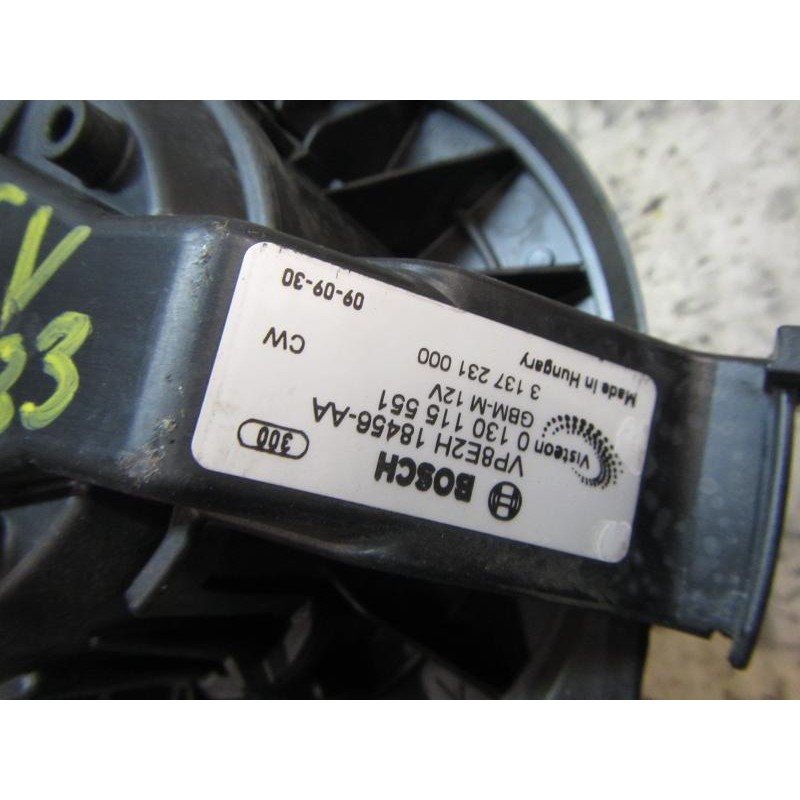 BOSCH
VP8E2H 18456-AA
Visteon 0 130 115 551
GBM-M 12V
3 137 231 000
Made in Hungary
300
CW
09-09-30
33